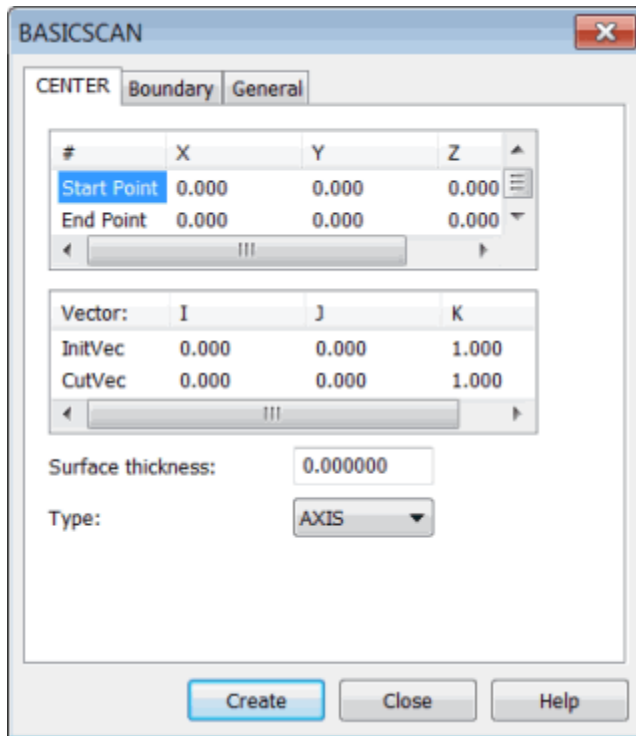 BASICSCAN
CENTER Boundary General
# X Y Z
Start Point 0.000 0.000 0.000
End Point 0.000 0.000 0.000
Vector: I J K
InitVec 0.000 0.000 1.000
CutVec 0.000 0.000 1.000
Surface thickness: 0.000000
Type: AXIS
Create Close Help